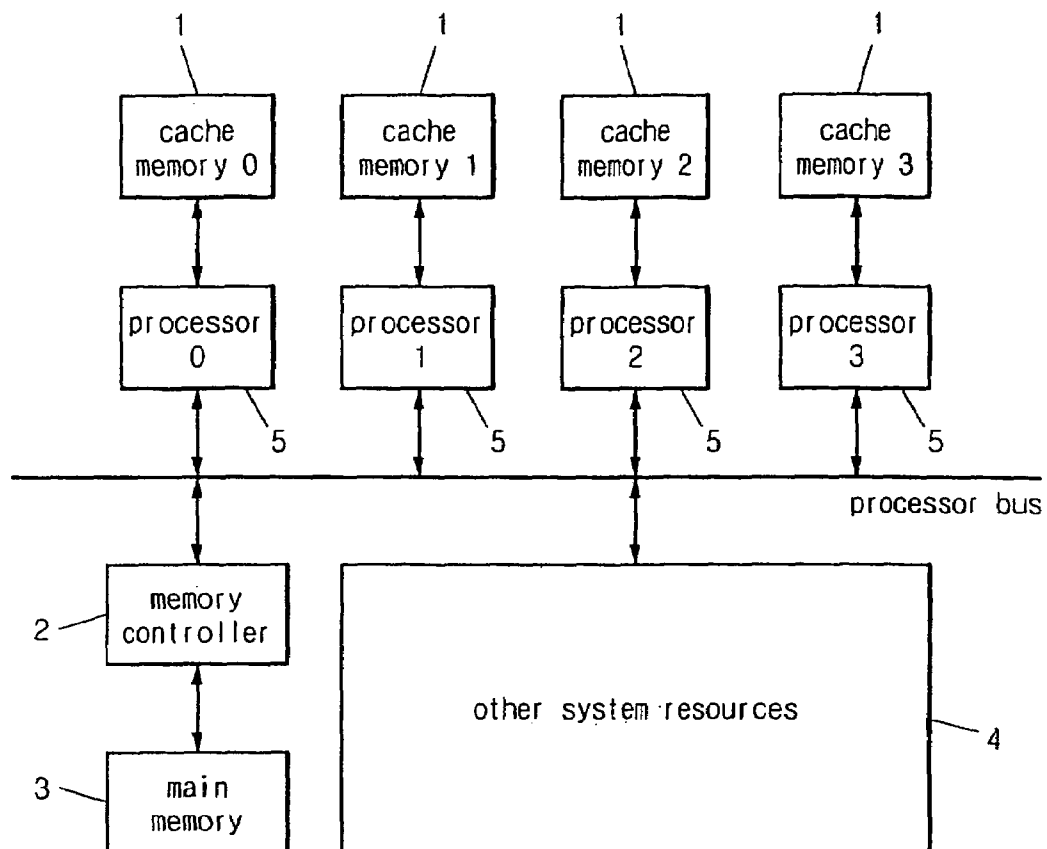 1 1 1 1
cache cache cache cache
memory 0 memory 1 memory 2 memory 3
processor processor processor processor
0 1 2 3
5 5 5 5
processor bus
memory
controller
2
other system resources
4
3
main
memory